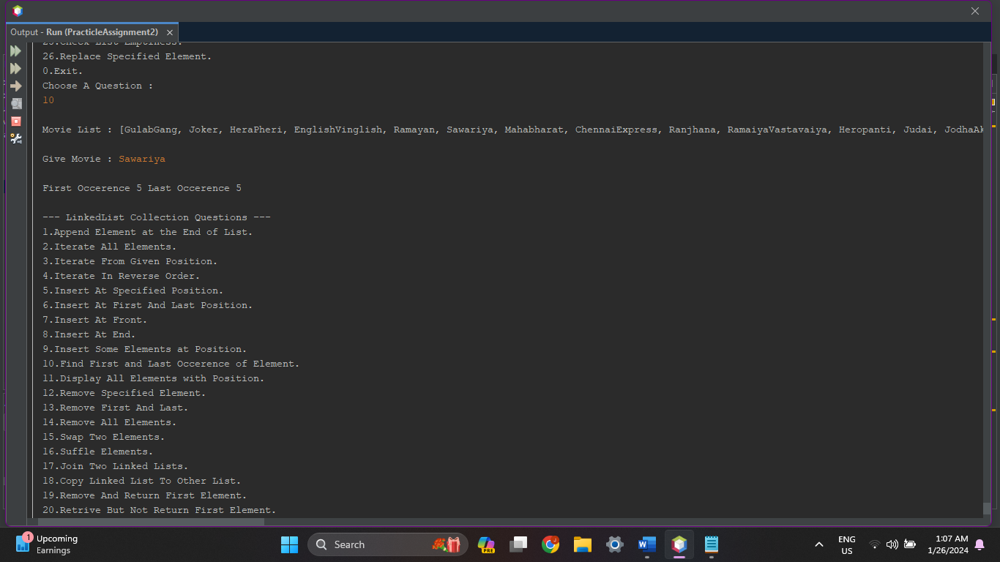 Output - Run (PracticleAssignment2)
25.Check List Emptiness.
26.Replace Specified Element.
0.Exit.
Choose A Question :
10
Movie List : [GulabGang, Joker, HeraPheri, EnglishVinglish, Ramayan, Sawariya, Mahabharat, ChennaiExpress, Ranjhana, RamaiyaVastavaiya, Heropanti, Judai, JodhaAk
Give Movie : Sawariya
First Occerence 5 Last Occerence 5
--- LinkedList Collection Questions ---
1.Append Element at the End of List.
2.Iterate All Elements.
3.Iterate From Given Position.
4.Iterate In Reverse Order.
5.Insert At Specified Position.
6.Insert At First And Last Position.
7.Insert At Front.
8.Insert At End.
9.Insert Some Elements at Position.
10.Find First and Last Occerence of Element.
11.Display All Elements with Position.
12.Remove Specified Element.
13.Remove First And Last.
14.Remove All Elements.
15.Swap Two Elements.
16.Suffle Elements.
17.Join Two Linked Lists.
18.Copy Linked List To Other List.
19.Remove And Return First Element.
20.Retrive But Not Return First Element.
1
Upcoming
Earnings
Search
PRE
ENG
US
1:07 AM
1/26/2024